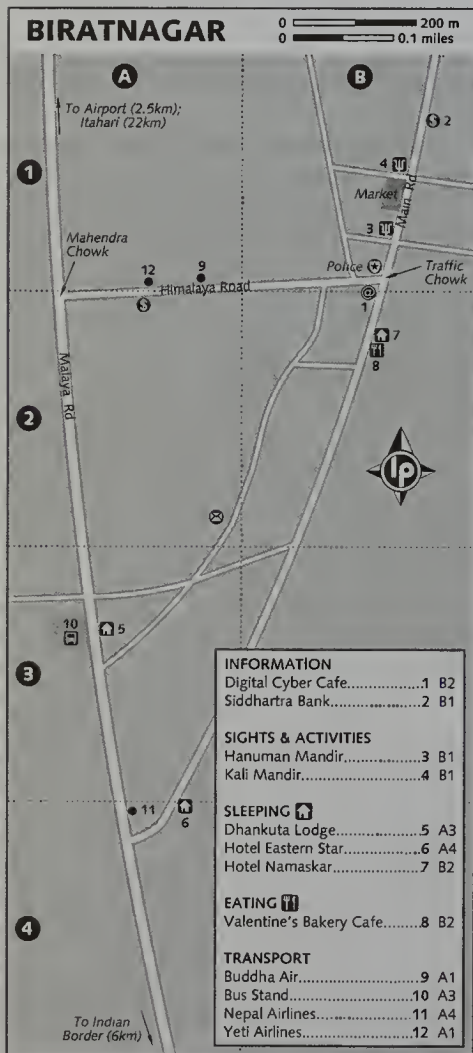 BIRATNAGAR
0 200 m
0 0.1 miles
A
B
To Airport (2.5km);
Itahari (22km)
$ 2
1
4
Market
Main Rd
3
Mahendra
Chowk
Police
Traffic
Chowk
12
9
Himalaya Road
$
@
1
7
8
Malaya Rd
2
lp
10
5
3
11
6
4
To Indian
Border (6km)
INFORMATION
Digital Cyber Cafe....................1 B2
Siddhartra Bank........................2 B1
SIGHTS & ACTIVITIES
Hanuman Mandir......................3 B1
Kali Mandir................................4 B1
SLEEPING
Dhankuta Lodge.......................5 A3
Hotel Eastern Star....................6 A4
Hotel Namaskar........................7 B2
EATING
Valentine's Bakery Cafe........8 B2
TRANSPORT
Buddha Air.................................9 A1
Bus Stand.................................10 A3
Nepal Airlines..........................11 A4
Yeti Airlines.............................12 A1